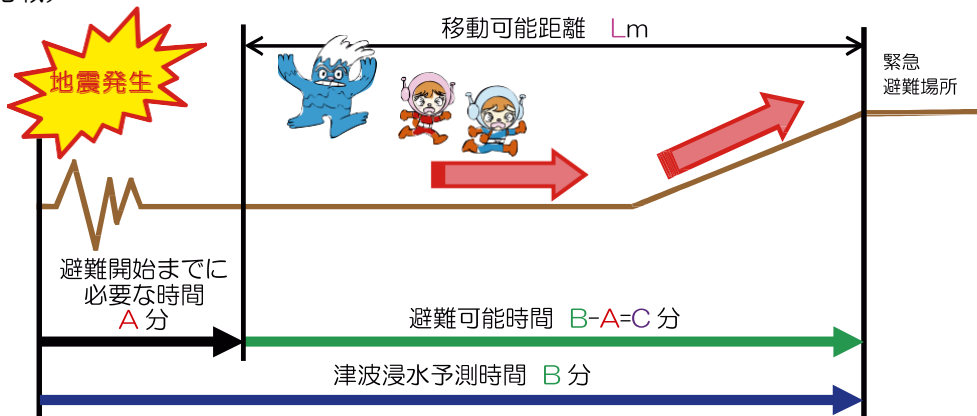 移動可能距離 Lm
地震発生
緊急
避難場所
避難開始までに
必要な時間
A 分
避難可能時間 B-A=C 分
津波浸水予測時間 B 分